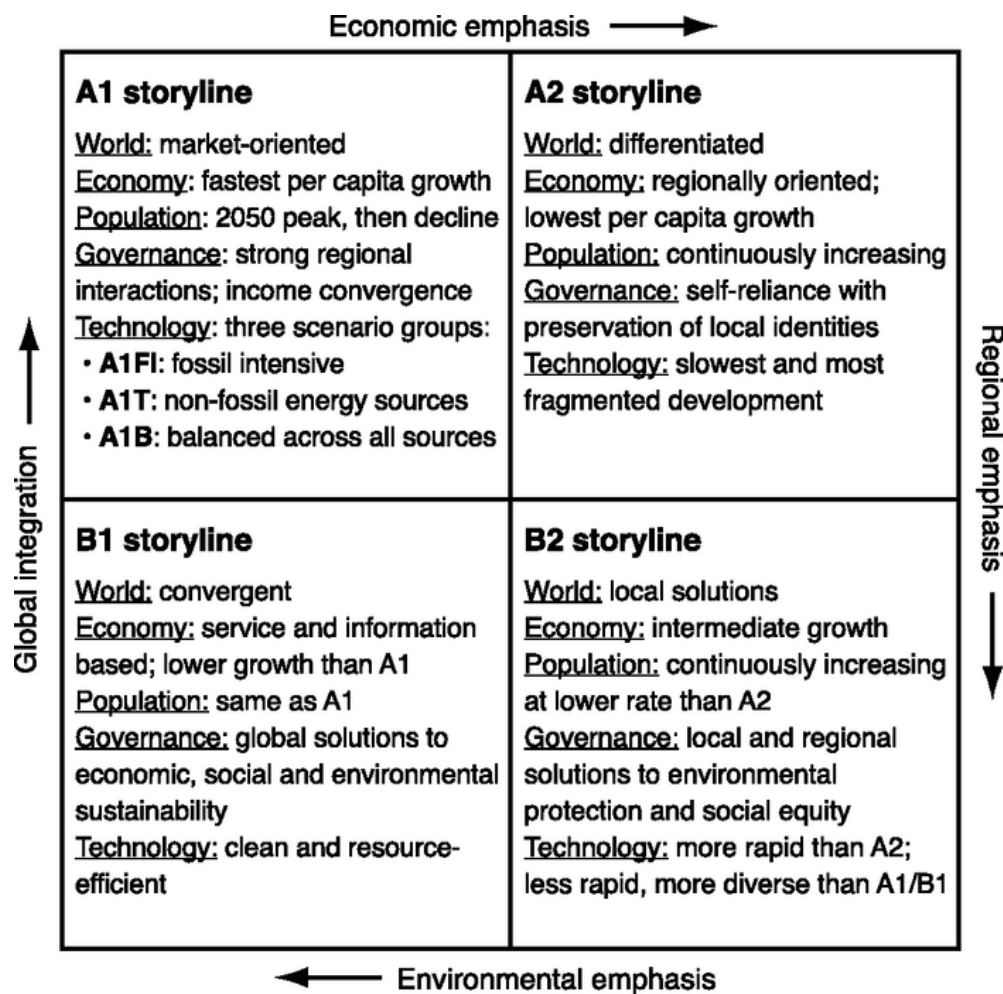 Economic emphasis
A1 storyline
World: market-oriented
Economy: fastest per capita growth
Population: 2050 peak, then decline
Governance: strong regional
interactions; income convergence
Technology: three scenario groups:
• A1FI: fossil intensive
• A1T: non-fossil energy sources
• A1B: balanced across all sources
A2 storyline
World: differentiated
Economy: regionally oriented;
lowest per capita growth
Population: continuously increasing
Governance: self-reliance with
preservation of local identities
Technology: slowest and most
fragmented development
Global integration
Regional emphasis
B1 storyline
World: convergent
Economy: service and information
based; lower growth than A1
Population: same as A1
Governance: global solutions to
economic, social and environmental
sustainability
Technology: clean and resource-
efficient
B2 storyline
World: local solutions
Economy: intermediate growth
Population: continuously increasing
at lower rate than A2
Governance: local and regional
solutions to environmental
protection and social equity
Technology: more rapid than A2;
less rapid, more diverse than A1/B1
Environmental emphasis